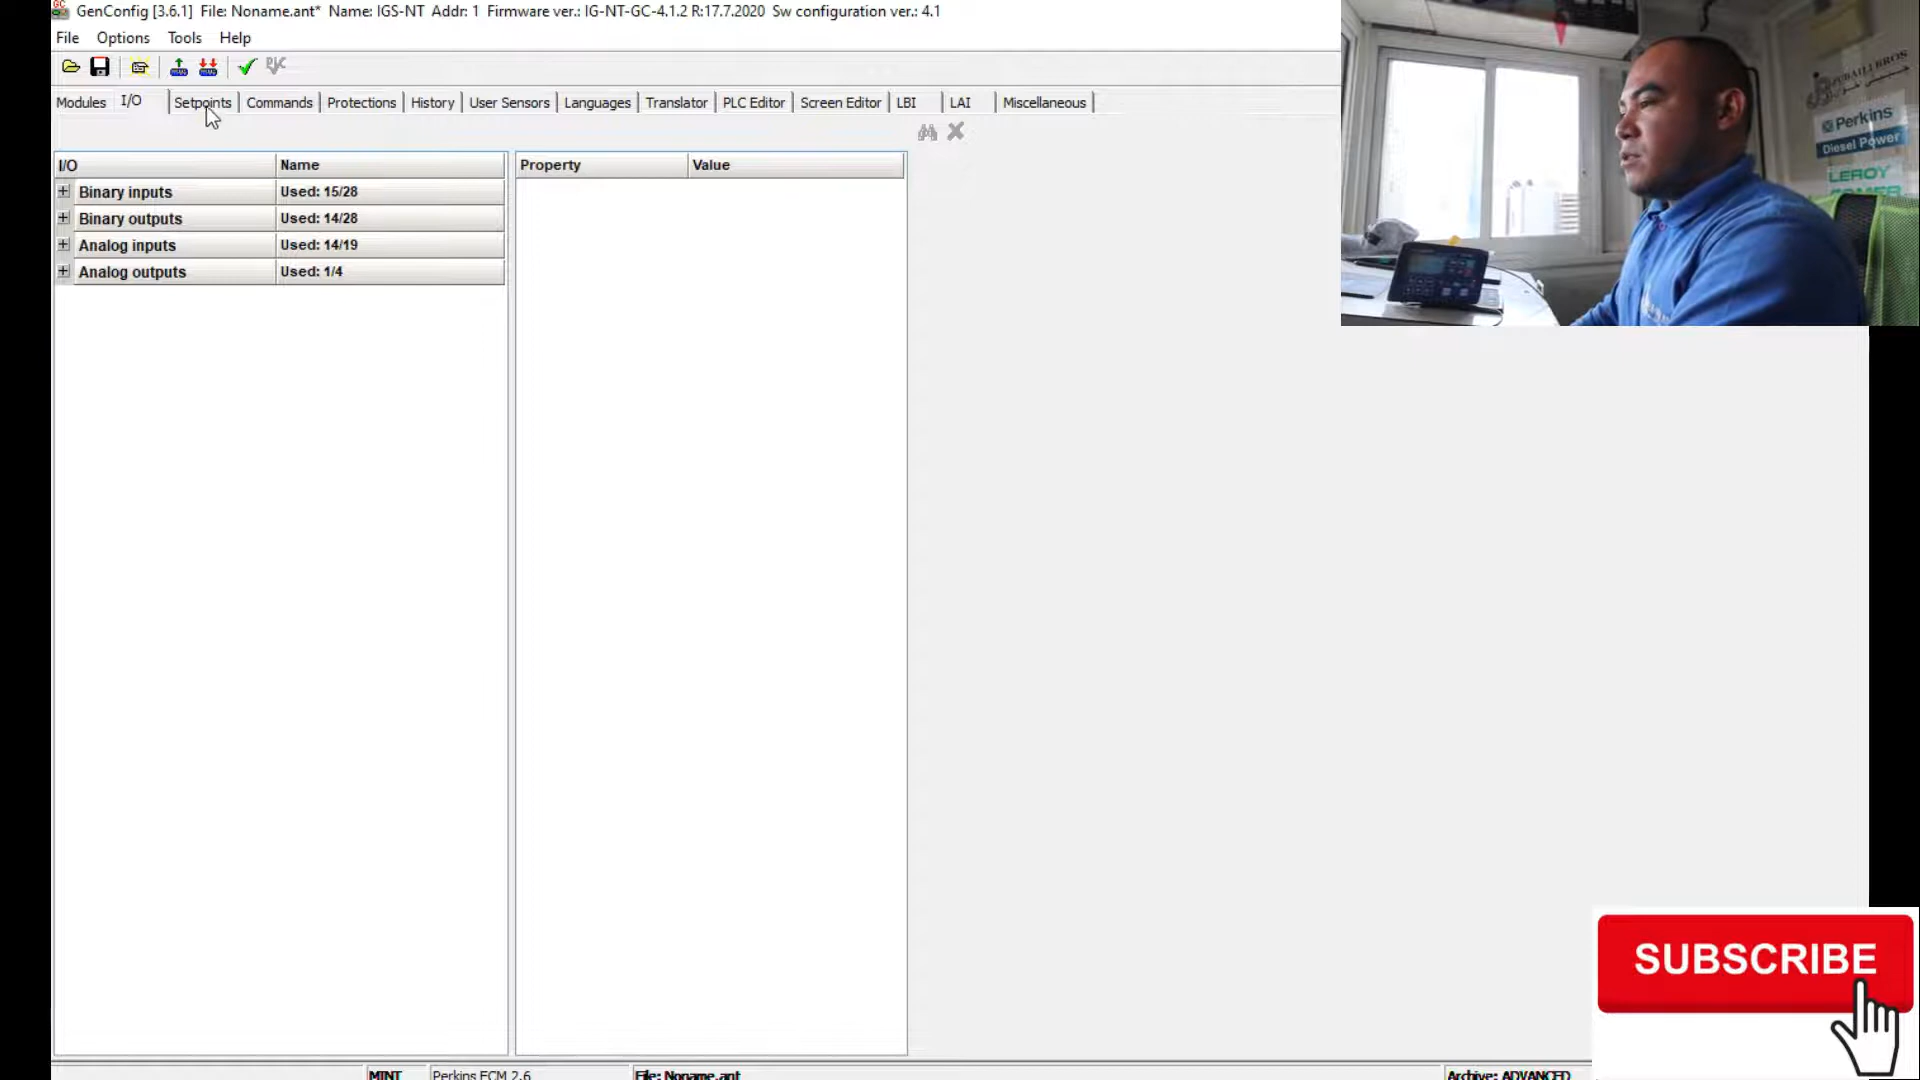 GenConfig [3.6.1] File: Noname.ant* Name: IGS-NT Addr: 1 Firmware ver.: IG-NT-GC-4.1.2 R:17.7.2020 Sw configuration ver.: 4.1
File Options Tools Help
Modules I/O Setpoints Commands Protections History User Sensors Languages Translator PLC Editor Screen Editor LBI LAI Miscellaneous
I/O Name Property Value
Binary inputs Used: 15/28
Binary outputs Used: 14/28
Analog inputs Used: 14/19
Analog outputs Used: 1/4
JUBAILI BROS
Perkins
Diesel Power
LEROY
SOMER
SUBSCRIBE
MINT Perkins ECM 2.6 File: Noname.ant Archive: ADVANCED